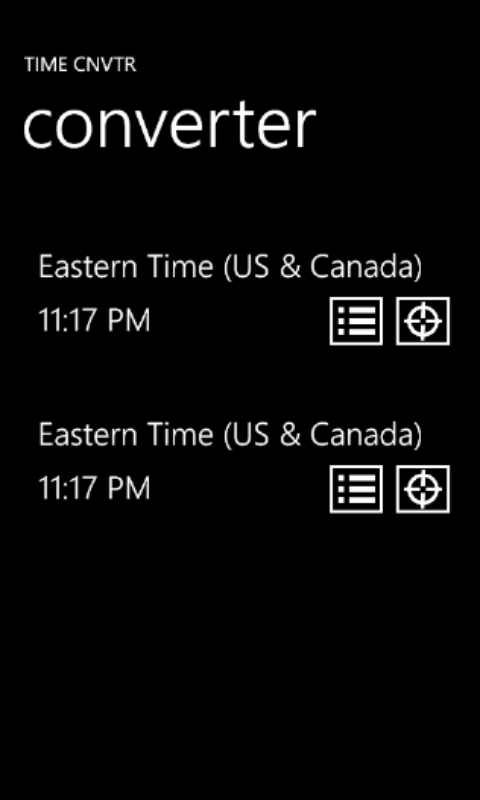 TIME CNVTR
converter
Eastern Time (US & Canada)
11:17 PM
Eastern Time (US & Canada)
11:17 PM